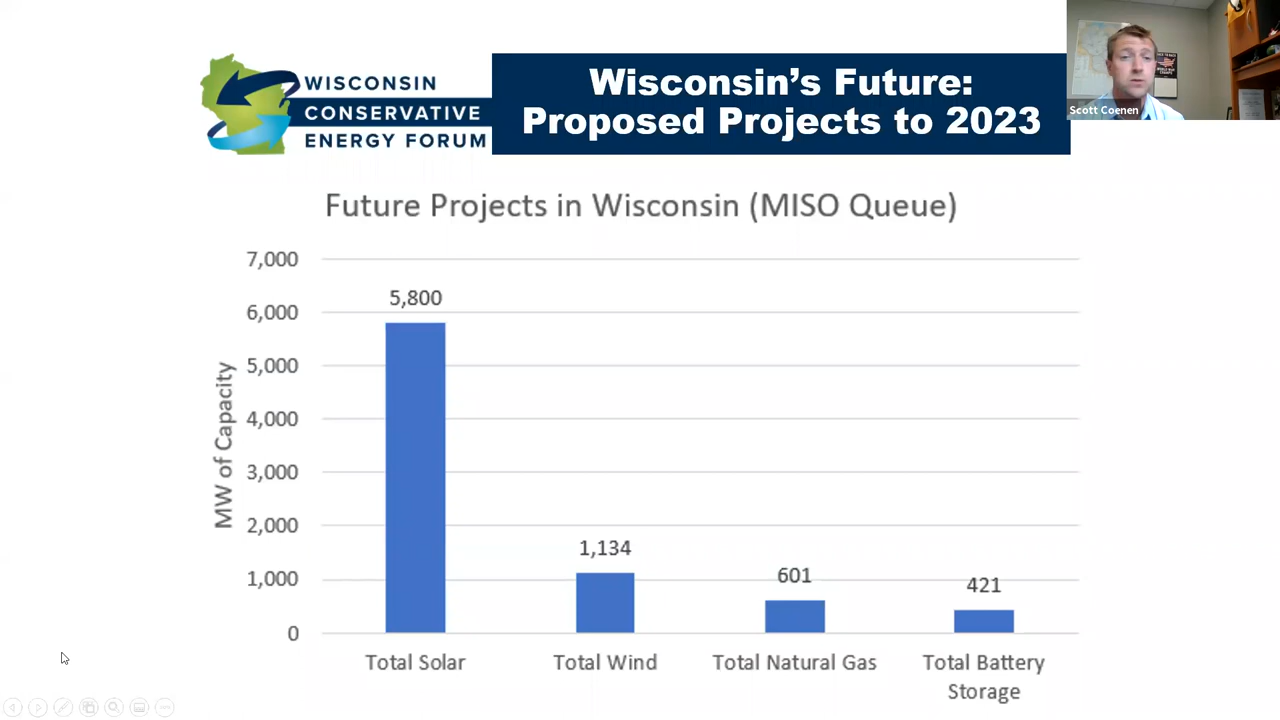 WISCONSIN
CONSERVATIVE
ENERGY FORUM
Wisconsin’s Future:
Proposed Projects to 2023
Scott Coenen
Future Projects in Wisconsin (MISO Queue)
MW of Capacity
7,000
6,000
5,000
4,000
3,000
2,000
1,000
0
5,800
1,134
601
421
Total Solar
Total Wind
Total Natural Gas
Total Battery
Storage